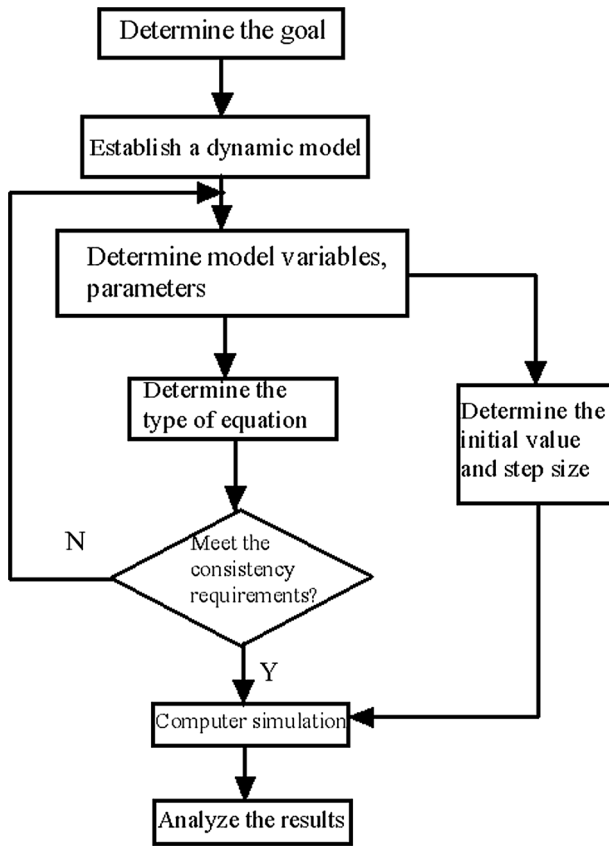 Determine the goal
Establish a dynamic model
Determine model variables,
parameters
Determine the
type of equation
Determine the
initial value
and step size
N
Meet the
consistency
requirements?
Y
Computer simulation
Analyze the results